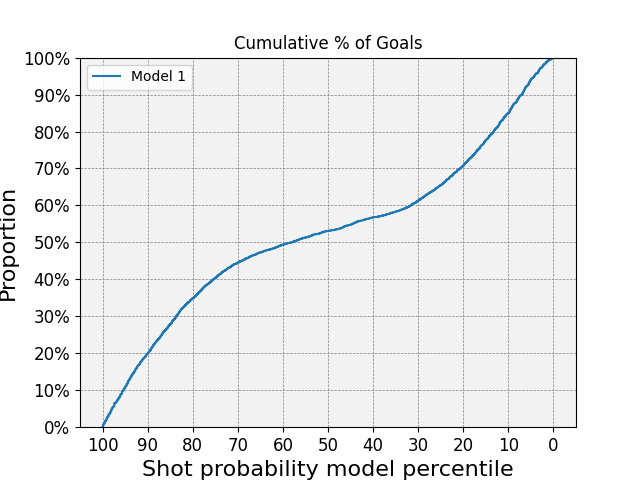 Cumulative % of Goals
Model 1
100%
90%
80%
70%
60%
50%
40%
30%
20%
10%
0%
Proportion
100 90 80 70 60 50 40 30 20 10 0
Shot probability model percentile